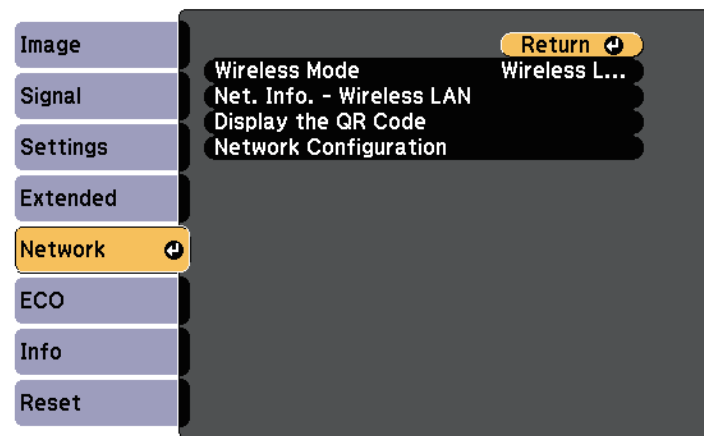 Image
Signal
Settings
Extended
Network
ECO
Info
Reset
Return
Wireless Mode Wireless L...
Net. Info. - Wireless LAN
Display the QR Code
Network Configuration